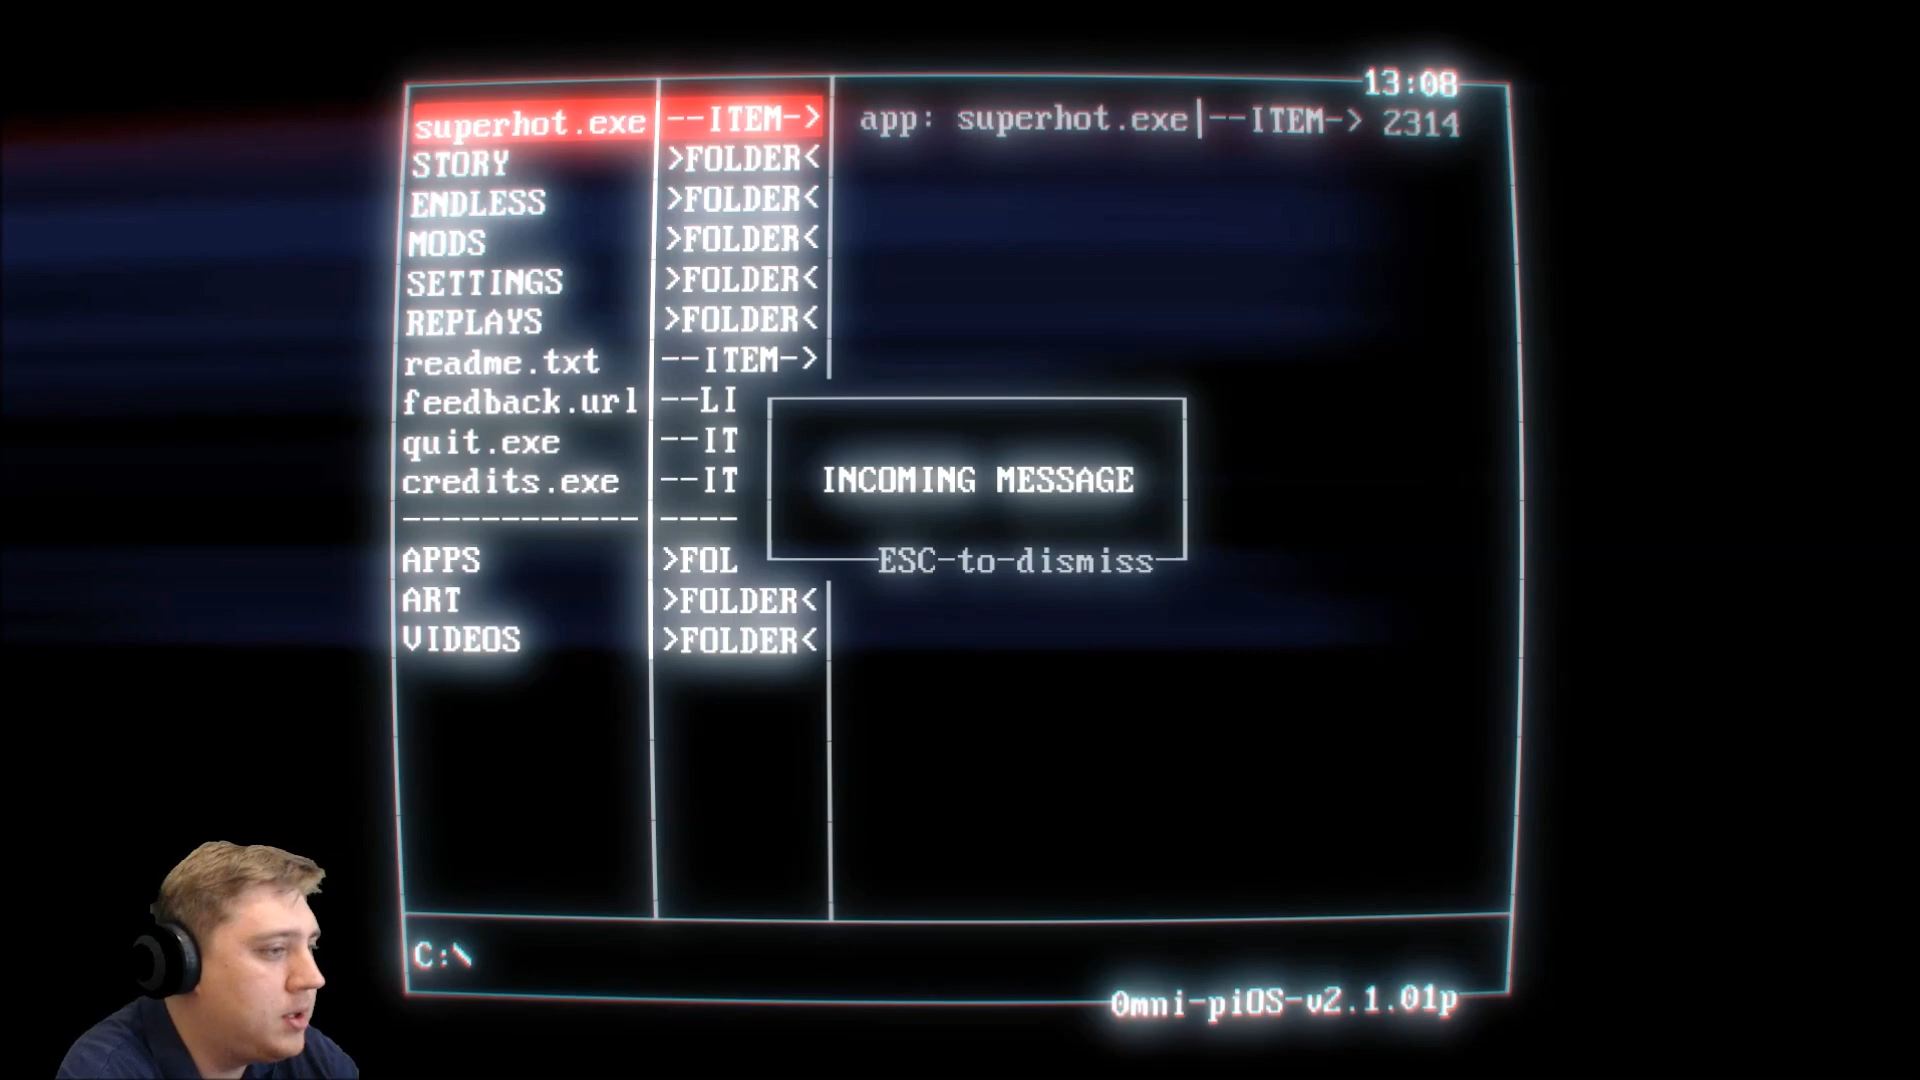 13:08
superhot.exe --ITEM-> app: superhot.exe|--ITEM-> 2314
STORY >FOLDER<
ENDLESS >FOLDER<
MODS >FOLDER<
SETTINGS >FOLDER<
REPLAYS >FOLDER<
readme.txt --ITEM->
feedback.url --LI
quit.exe --IT
credits.exe --IT
INCOMING MESSAGE
------------ ----
APPS >FOL
ESC-to-dismiss
ART >FOLDER<
VIDEOS >FOLDER<
C:\
0mni-piOS-v2.1.01p